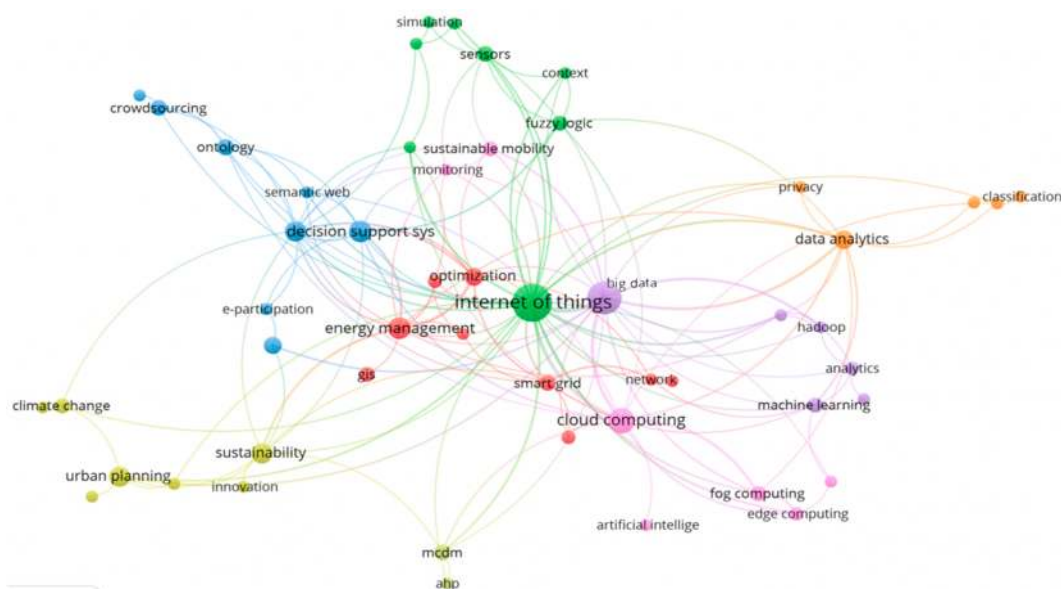 simulation
sensors
context
crowdsourcing
fuzzy logic
ontology
sustainable mobility
monitoring
semantic web
privacy
classification
decision support sys
data analytics
optimization
big data
internet of things
e-participation
energy management
hadoop
gis
smart grid
network
analytics
climate change
machine learning
cloud computing
sustainability
urban planning
innovation
fog computing
edge computing
artificial intellige
mcdm
ahp